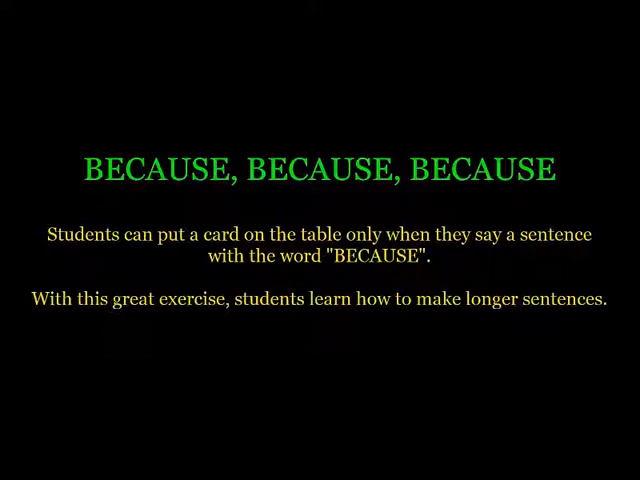 BECAUSE, BECAUSE, BECAUSE
Students can put a card on the table only when they say a sentence
with the word "BECAUSE".
With this great exercise, students learn how to make longer sentences.